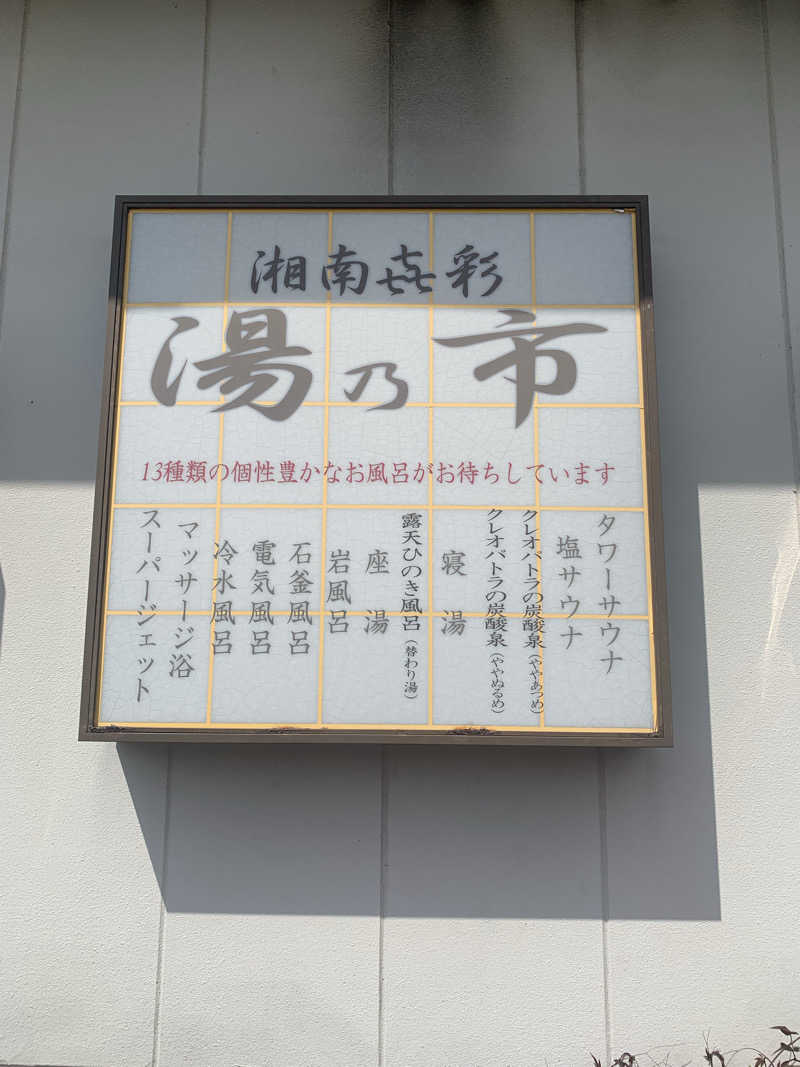 湘南㐂彩
湯乃市
13種類の個性豊かなお風呂がお待ちしています
タワーサウナ
塩サウナ
クレオパトラの炭酸泉(ややあつめ)
クレオパトラの炭酸泉(ややぬるめ)
寝湯
露天ひのき風呂(替わり湯)
座湯
岩風呂
石釜風呂
電気風呂
冷水風呂
マッサージ浴
スーパージェット